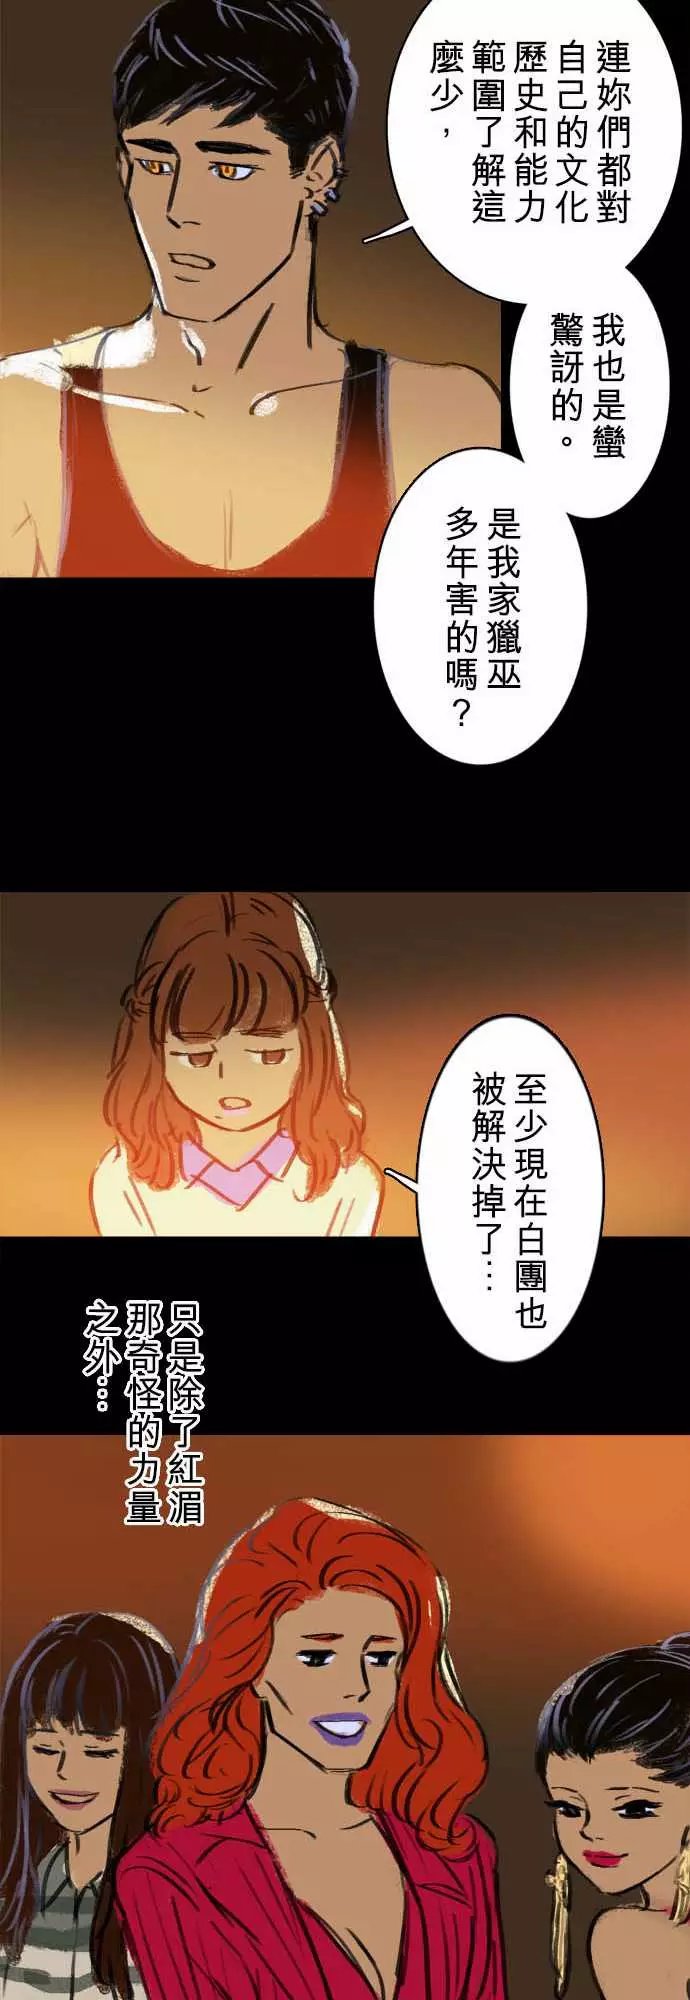 連妳們都對
自己的文化
歷史和能力
範圍了解這
麼少，
我也是蠻
驚訝的。
是我家獵巫
多年害的嗎？
至少現在白團也
被解決掉了…
只是除了紅湄
那奇怪的力量
之外…